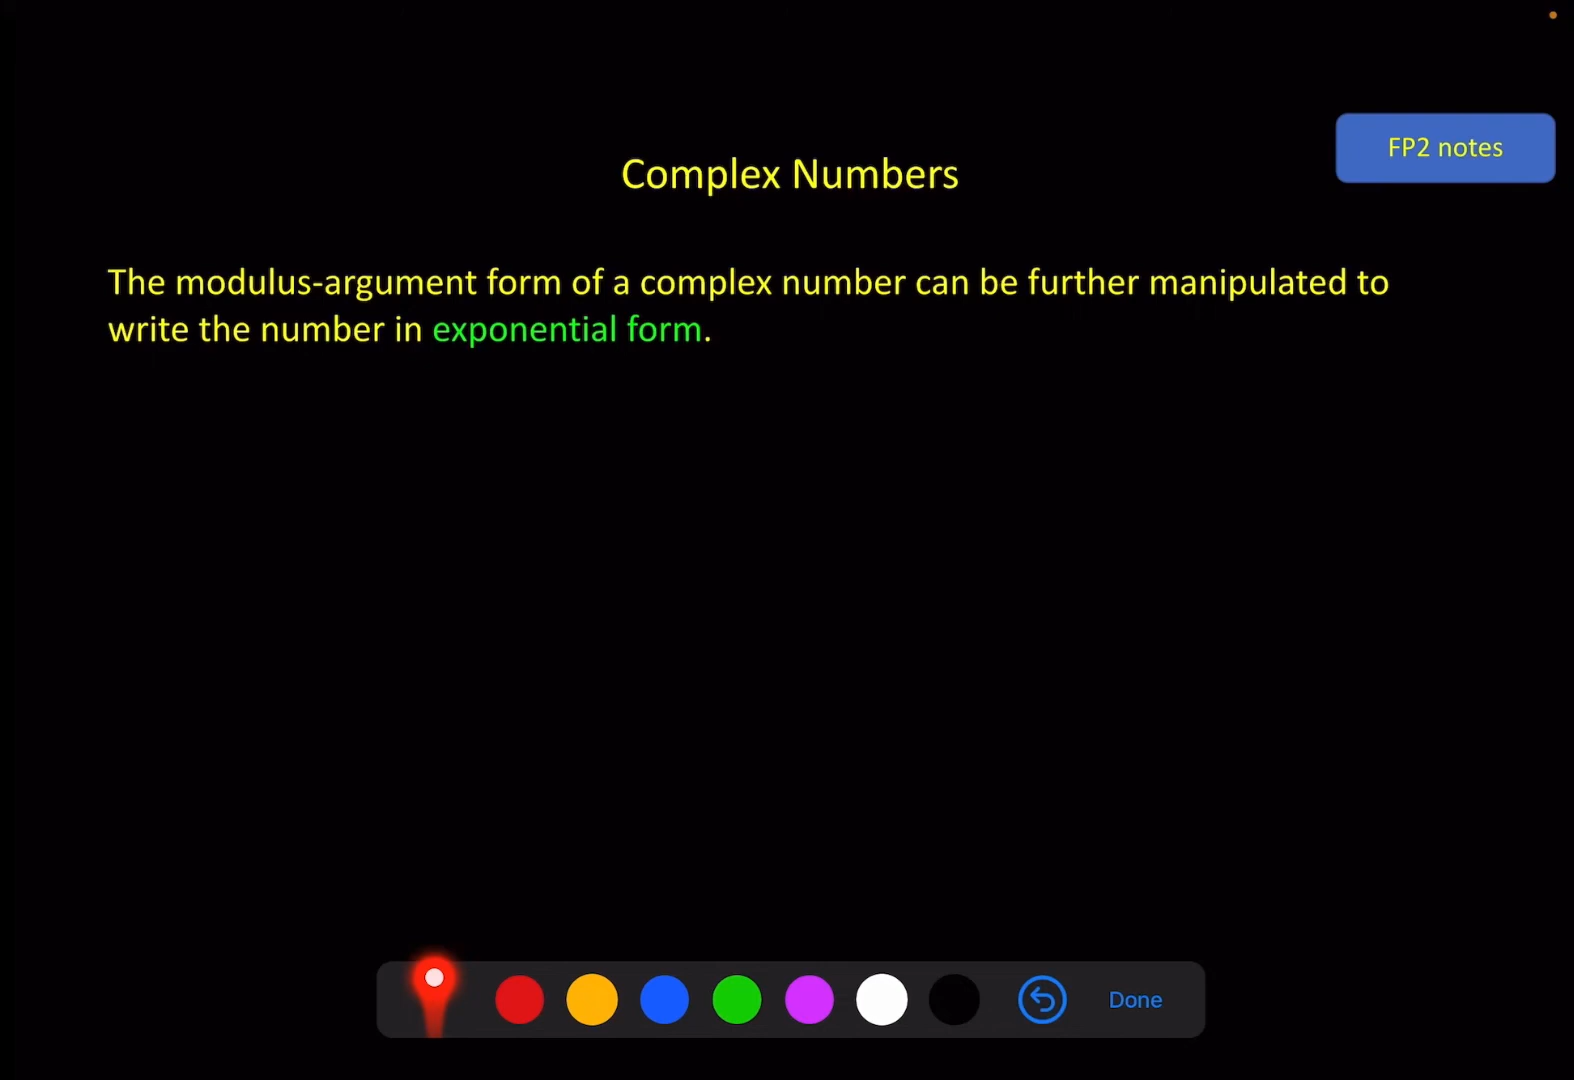 FP2 notes
Complex Numbers
The modulus-argument form of a complex number can be further manipulated to
write the number in exponential form.
Done